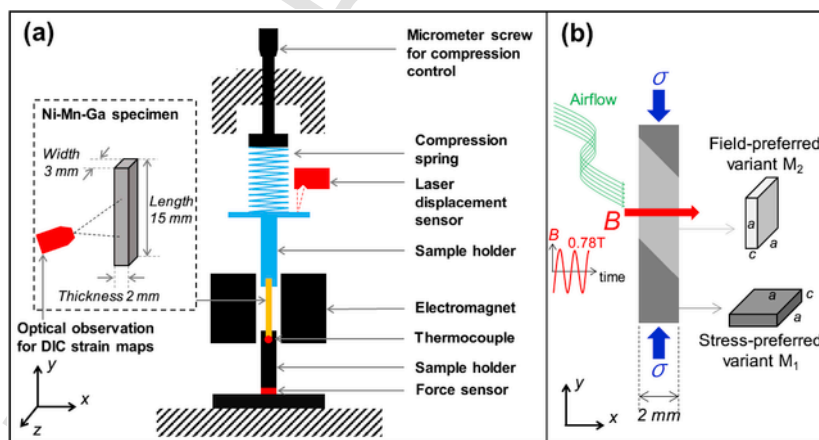 (a)
Micrometer screw
for compression
control
Ni-Mn-Ga specimen
Width
3 mm
Length
15 mm
Thickness 2 mm
Optical observation
for DIC strain maps
Compression
spring
Laser
displacement
sensor
Sample holder
Electromagnet
Thermocouple
Sample holder
Force sensor
y
x
z
(b)
σ
Airflow
Field-preferred
variant M2
B
a
c
a
B
0.78T
time
a
c
a
Stress-preferred
variant M1
σ
y
x
2 mm